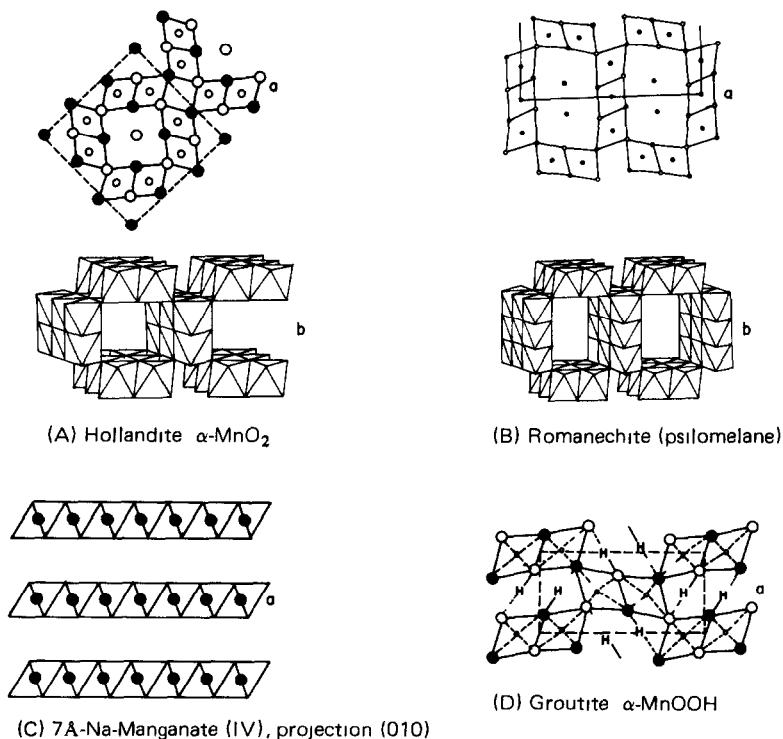 a
a
b
b
(A) Hollandite α-MnO₂
(B) Romanechite (psilomelane)
a
H H
H H H H a
H H
(C) 7Å-Na-Manganate (IV), projection (010)
(D) Groutite α-MnOOH